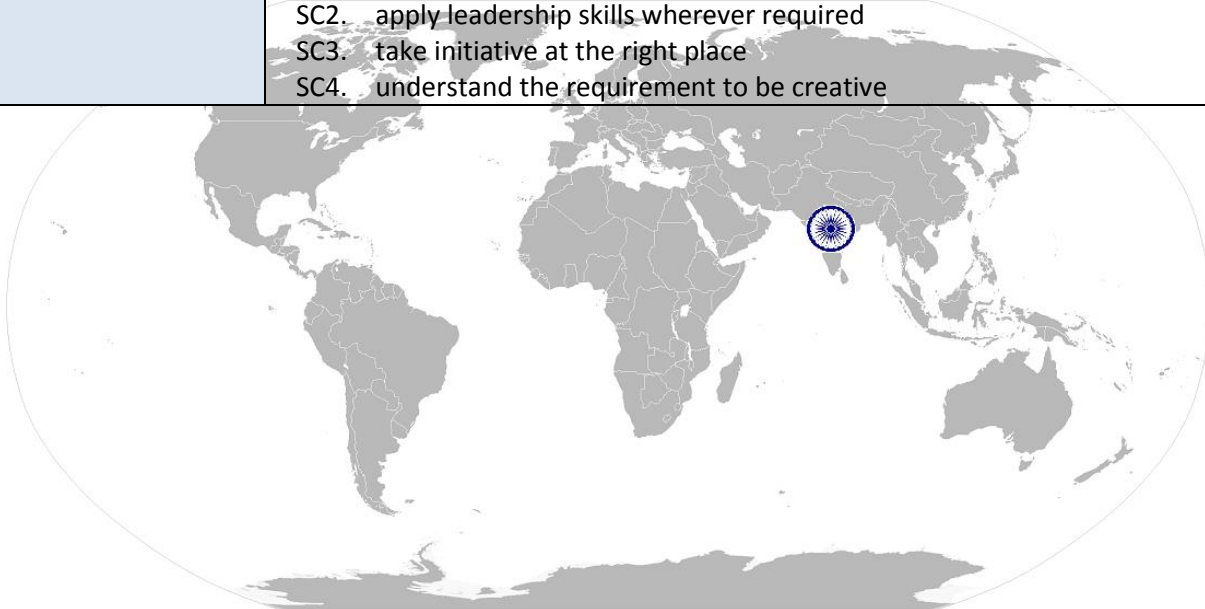 SC2. apply leadership skills wherever required
SC3. take initiative at the right place
SC4. understand the requirement to be creative